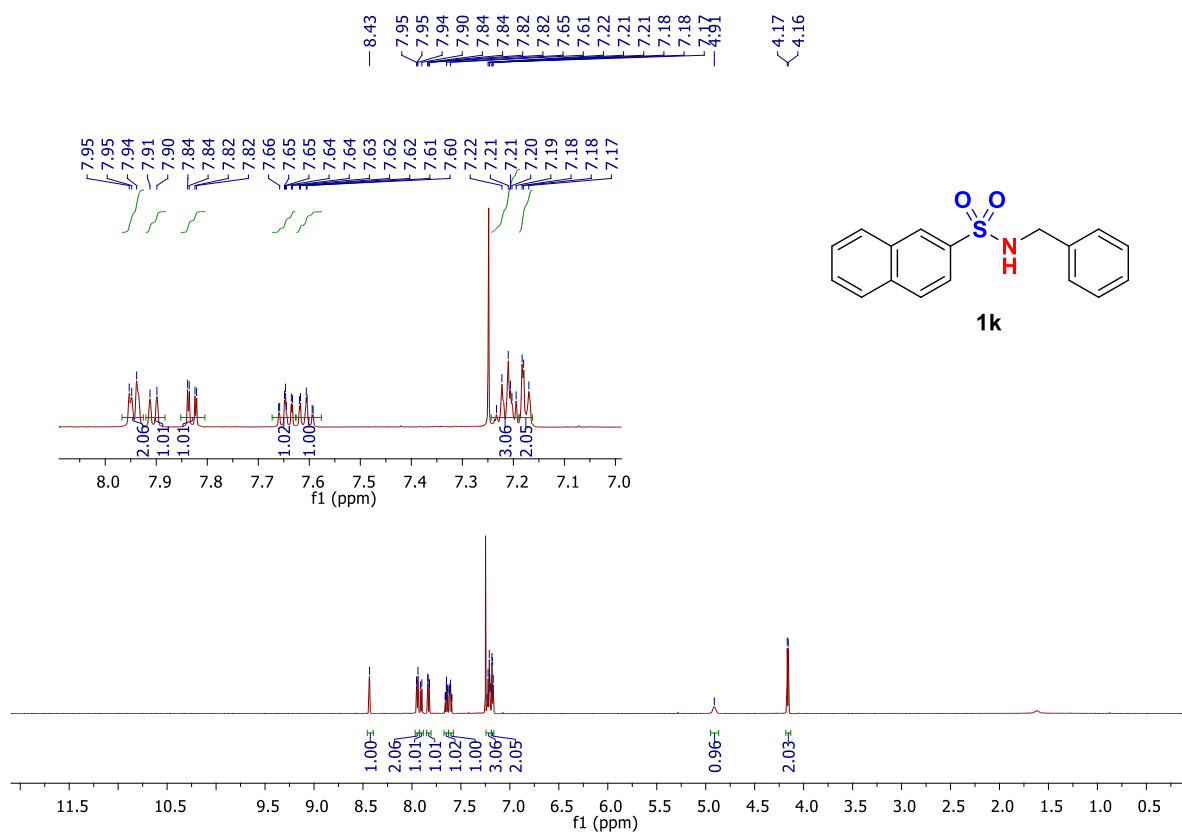 8.43 7.95 7.95 7.94 7.90 7.84 7.84 7.82 7.82 7.65 7.61 7.22 7.21 7.21 7.18 7.18 7.17 4.91 4.17 4.16
7.95 7.95 7.94 7.91 7.90 7.84 7.84 7.82 7.82 7.66 7.65 7.65 7.64 7.64 7.63 7.62 7.62 7.61 7.60 7.22 7.21 7.21 7.20 7.19 7.18 7.18 7.17
O O
S
N
H
1k
2.06 1.01 1.01 1.02 1.00 3.06 2.05
8.0 7.9 7.8 7.7 7.6 7.5 7.4 7.3 7.2 7.1 7.0
f1 (ppm)
1.00 2.06 1.01 1.01 1.02 1.00 3.06 2.05 0.96 2.03
11.5 10.5 9.5 9.0 8.5 8.0 7.5 7.0 6.5 6.0 5.5 5.0 4.5 4.0 3.5 3.0 2.5 2.0 1.5 1.0 0.5
f1 (ppm)